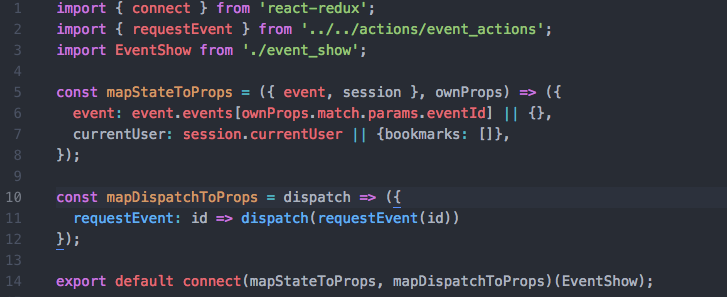 1 import { connect } from 'react-redux';
2 import { requestEvent } from '../../actions/event_actions';
3 import EventShow from './event_show';
4
5 const mapStateToProps = ({ event, session }, ownProps) => ({
6   event: event.events[ownProps.match.params.eventId] || {},
7   currentUser: session.currentUser || {bookmarks: []},
8 });
9
10 const mapDispatchToProps = dispatch => ({
11   requestEvent: id => dispatch(requestEvent(id))
12 });
13
14 export default connect(mapStateToProps, mapDispatchToProps)(EventShow);